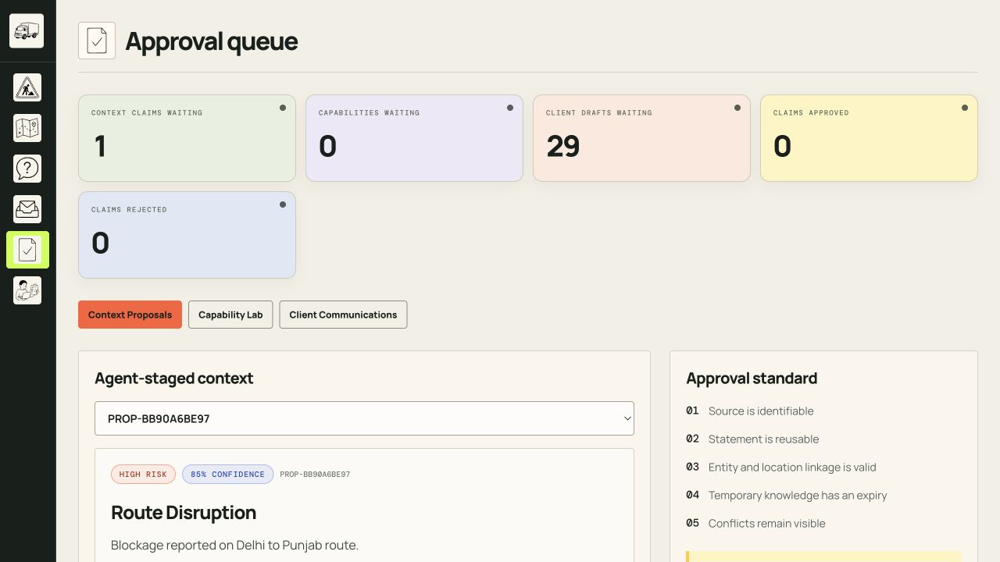 Approval queue
CONTEXT CLAIMS WAITING
1
CAPABILITIES WAITING
0
CLIENT DRAFTS WAITING
29
CLAIMS APPROVED
0
CLAIMS REJECTED
0
Context Proposals
Capability Lab
Client Communications
Agent-staged context
PROP-BB90A6BE97
HIGH RISK
85% CONFIDENCE
PROP-BB90A6BE97
Route Disruption
Blockage reported on Delhi to Punjab route.
Approval standard
01 Source is identifiable
02 Statement is reusable
03 Entity and location linkage is valid
04 Temporary knowledge has an expiry
05 Conflicts remain visible